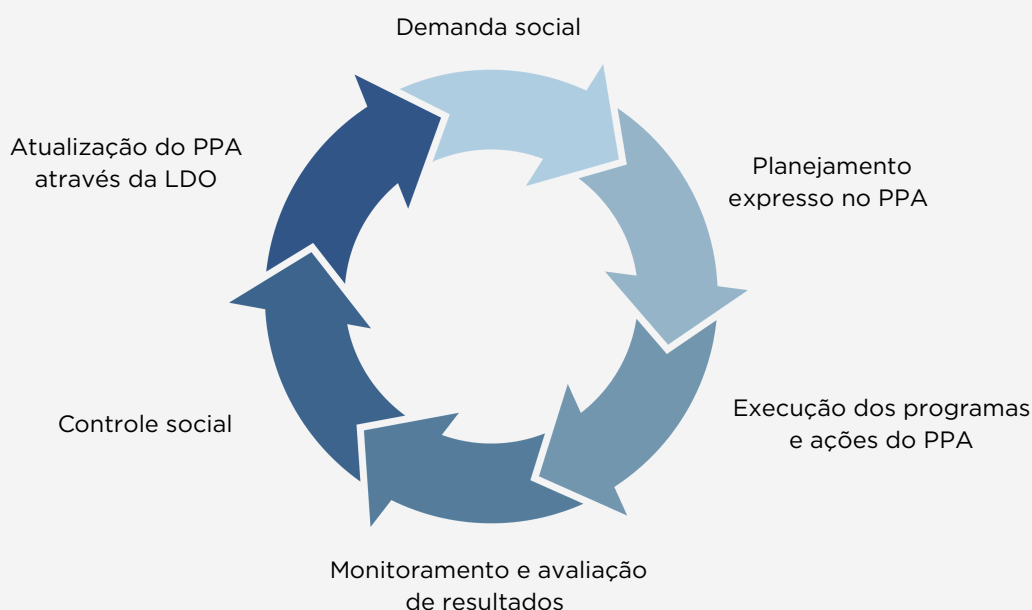 Demanda social
Planejamento
expresso no PPA
Execução dos programas
e ações do PPA
Monitoramento e avaliação
de resultados
Controle social
Atualização do PPA
através da LDO